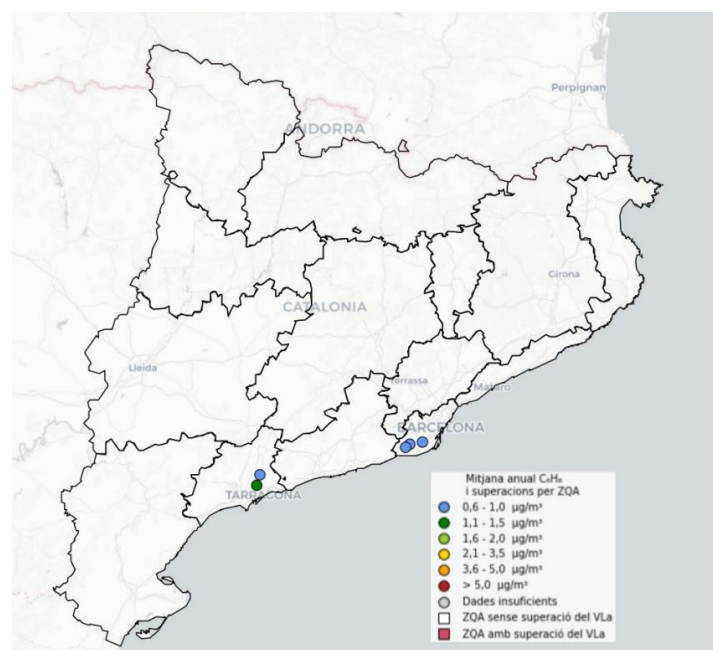 Perpignan
ANDORRA
Girona
CATALONIA
Lleida
Terrassa
Mataró
BARCELONA
TARRAGONA
Mitjana anual C₆H₆
i superacions per ZQA
0,6 - 1,0 µg/m³
1,1 - 1,5 µg/m³
1,6 - 2,0 µg/m³
2,1 - 3,5 µg/m³
3,6 - 5,0 µg/m³
> 5,0 µg/m³
Dades insuficients
ZQA sense superació del VLa
ZQA amb superació del VLa